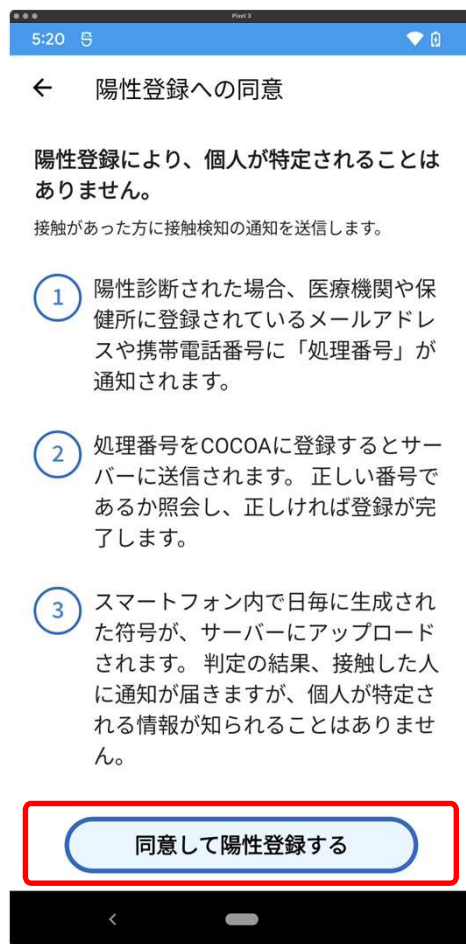 Pixel 3
5:20
← 陽性登録への同意
陽性登録により、個人が特定されることは
ありません。
接触があった方に接触検知の通知を送信します。
1 陽性診断された場合、医療機関や保
健所に登録されているメールアドレ
スや携帯電話番号に「処理番号」が
通知されます。
2 処理番号をCOCOAに登録するとサー
バーに送信されます。 正しい番号で
あるか照会し、正しければ登録が完
了します。
3 スマートフォン内で日毎に生成され
た符号が、サーバーにアップロード
されます。 判定の結果、接触した人
に通知が届きますが、個人が特定さ
れる情報が知られることはありませ
ん。
同意して陽性登録する